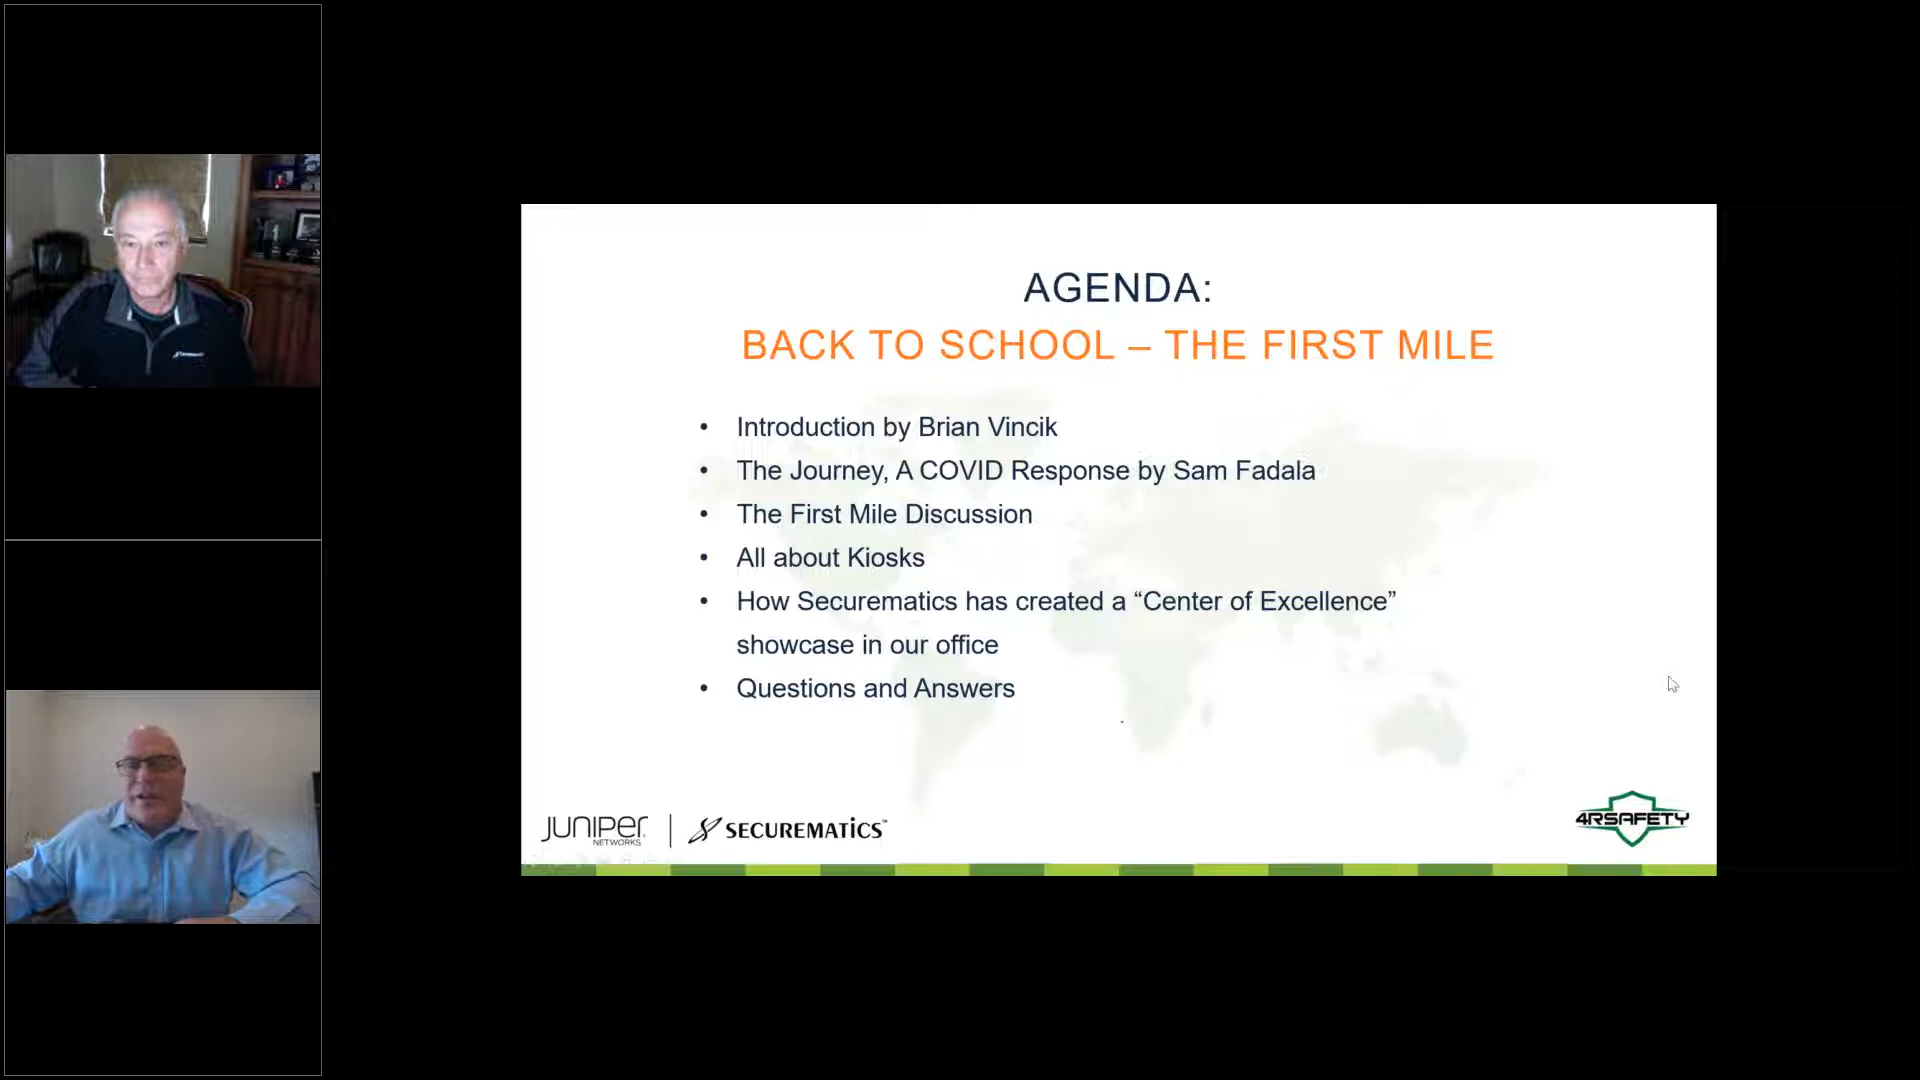 AGENDA:
BACK TO SCHOOL – THE FIRST MILE
• Introduction by Brian Vincik
• The Journey, A COVID Response by Sam Fadala
• The First Mile Discussion
• All about Kiosks
• How Securematics has created a “Center of Excellence”
showcase in our office
• Questions and Answers
JUNIPER
NETWORKS
SECUREMATICS™
4RSAFETY